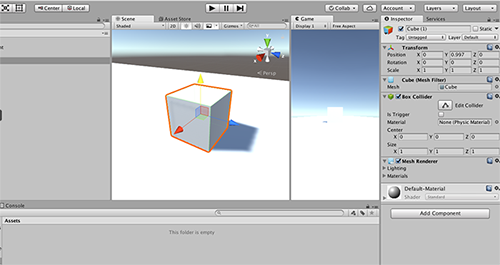 Center Local Collab Account Layers Layout
Scene Asset Store Game Inspector Services
Shaded 2D Gizmos All Display 1 Free Aspect
Cube (1) Static
Tag Untagged Layer Default
Transform
Position X 0 Y 0.997 Z 0
Rotation X 0 Y 0 Z 0
Scale X 1 Y 1 Z 1
Persp
Cube (Mesh Filter)
Mesh Cube
Box Collider
Edit Collider
Is Trigger
Material None (Physic Material)
Center
X 0 Y 0 Z 0
Size
X 1 Y 1 Z 1
Mesh Renderer
Lighting
Materials
Default-Material
Shader Standard
Add Component
Console
Assets
This folder is empty